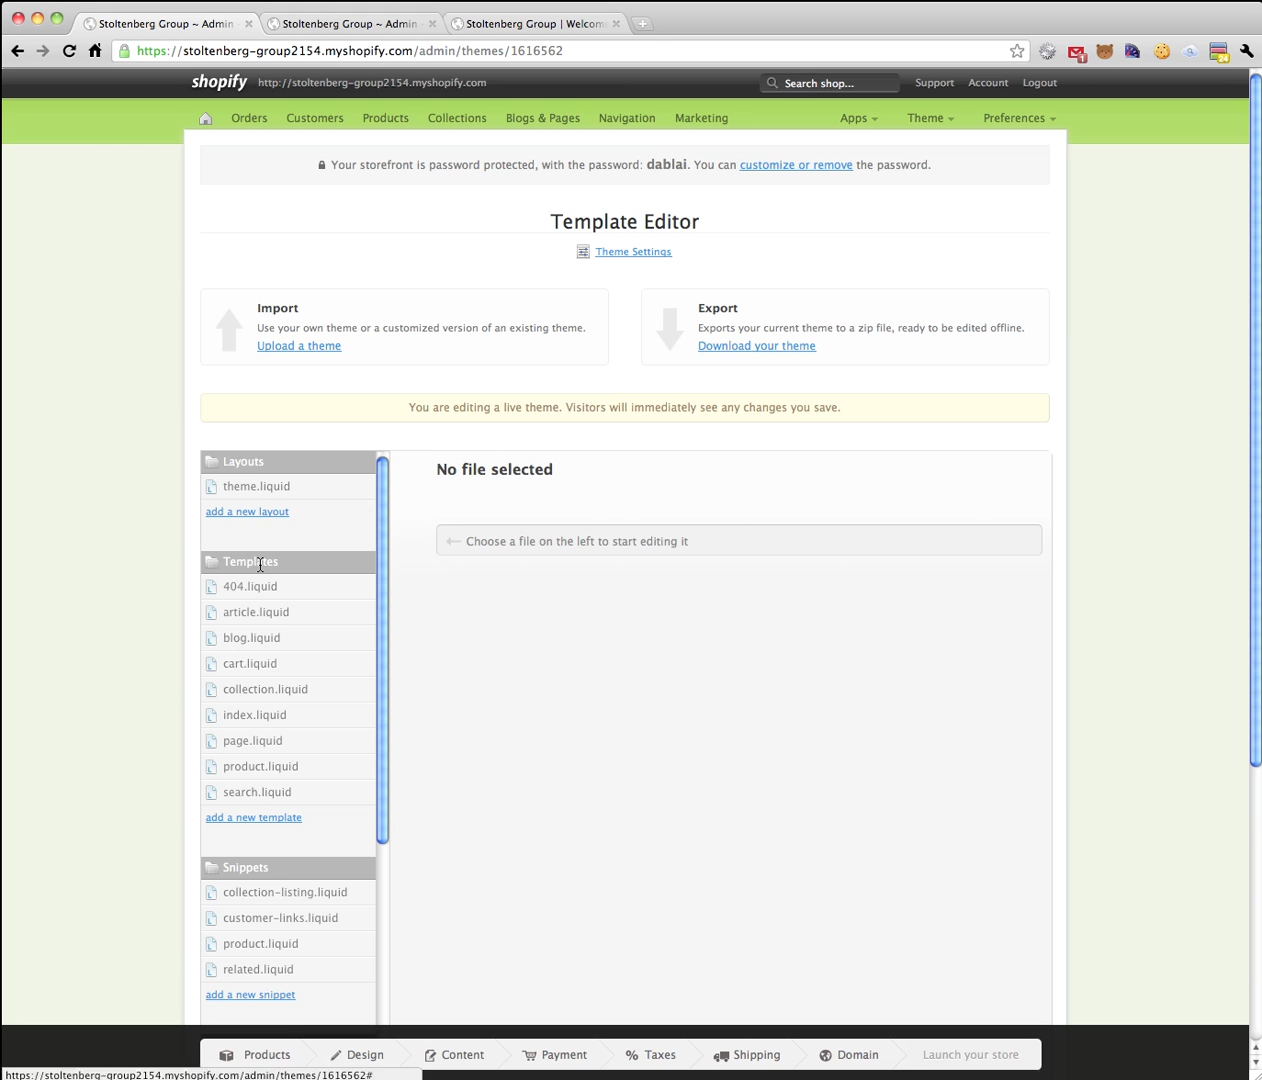 Stoltenberg Group ~ Admin
Stoltenberg Group ~ Admin
Stoltenberg Group | Welcom
https://stoltenberg-group2154.myshopify.com/admin/themes/1616562
shopify http://stoltenberg-group2154.myshopify.com Search shop... Support Account Logout
Orders Customers Products Collections Blogs & Pages Navigation Marketing Apps Theme Preferences
Your storefront is password protected, with the password: dablai. You can customize or remove the password.
Template Editor
Theme Settings
Import
Use your own theme or a customized version of an existing theme.
Upload a theme
Export
Exports your current theme to a zip file, ready to be edited offline.
Download your theme
You are editing a live theme. Visitors will immediately see any changes you save.
Layouts
theme.liquid
add a new layout
Templates
404.liquid
article.liquid
blog.liquid
cart.liquid
collection.liquid
index.liquid
page.liquid
product.liquid
search.liquid
add a new template
Snippets
collection-listing.liquid
customer-links.liquid
product.liquid
related.liquid
add a new snippet
No file selected
Choose a file on the left to start editing it
Products Design Content Payment % Taxes Shipping Domain Launch your store
https://stoltenberg-group2154.myshopify.com/admin/themes/1616562#